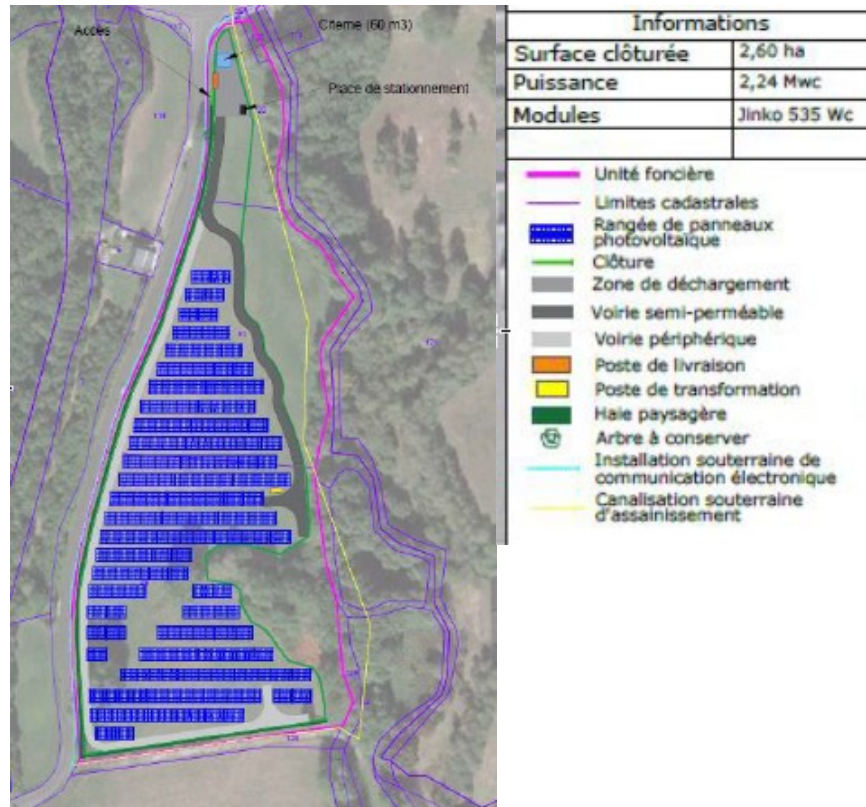 Accès
Citerne (60 m3)
Place de stationnement
Informations
Surface clôturée 2,60 ha
Puissance 2,24 Mwc
Modules Jinko 535 Wc
Unité foncière
Limites cadastrales
Rangée de panneaux
photovoltaïque
Clôture
Zone de déchargement
Voirie semi-perméable
Voirie périphérique
Poste de livraison
Poste de transformation
Haie paysagère
Arbre à conserver
Installation souterraine de
communication électronique
Canalisation souterraine
d'assainissement